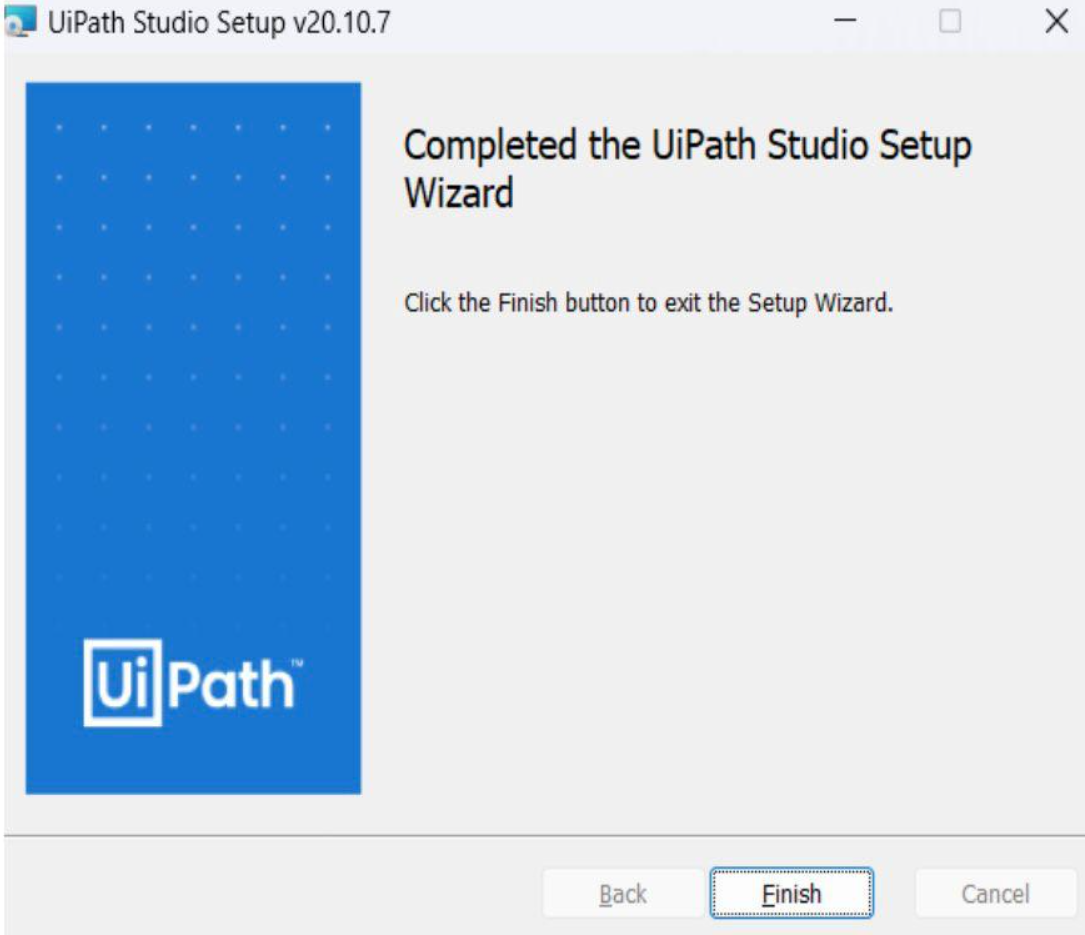 UiPath Studio Setup v20.10.7
Completed the UiPath Studio Setup
Wizard
Click the Finish button to exit the Setup Wizard.
UiPath™
Back
Finish
Cancel